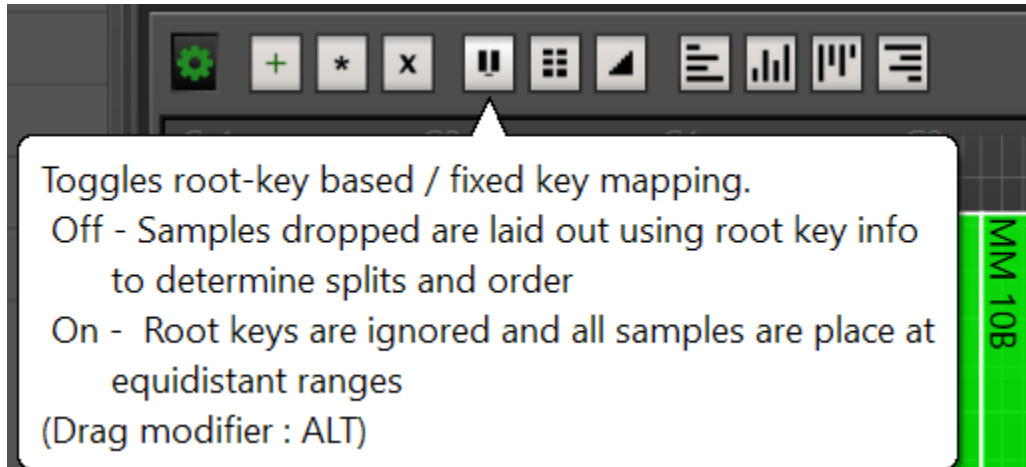 + * x
Toggles root-key based / fixed key mapping.
Off - Samples dropped are laid out using root key info
to determine splits and order
On - Root keys are ignored and all samples are place at
equidistant ranges
(Drag modifier : ALT)
MM 10B